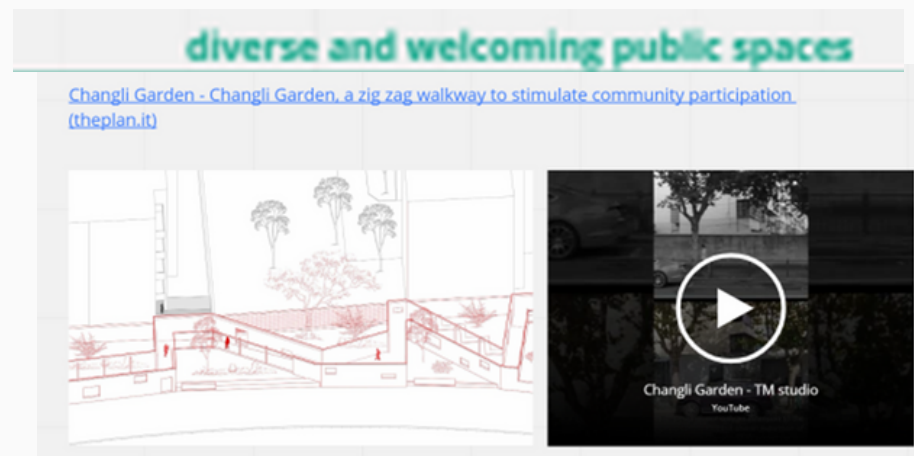 diverse and welcoming public spaces
Changli Garden - Changli Garden, a zig zag walkway to stimulate community participation
(theplan.it)
Changli Garden - TM studio
YouTube